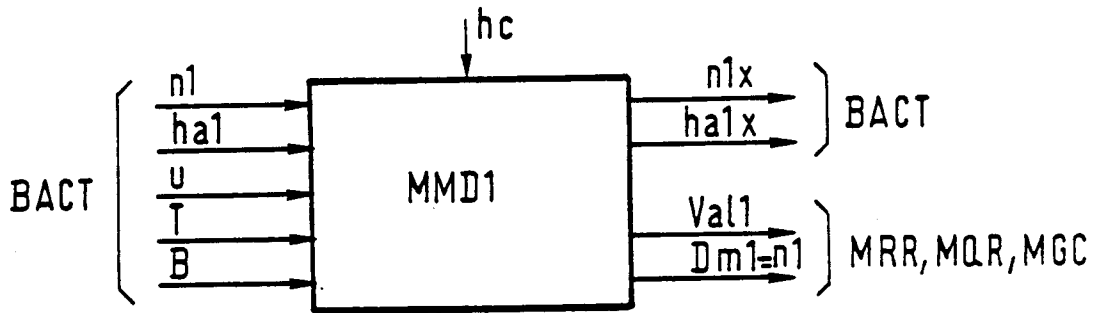 hc
n1
ha1
u
T
B
BACT
MMD1
n1x
ha1x
BACT
Val1
Dm1=n1
MRR, MQR, MGC